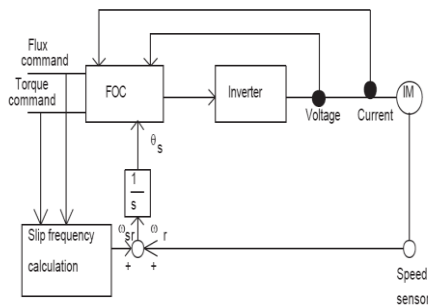 Flux
command
Torque
command
FOC
Inverter
IM
Voltage
Current
θs
1
s
Slip frequency
calculation
ωsr
ω r
+
+
Speed
sensor